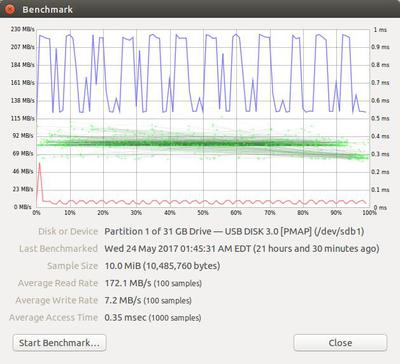 Benchmark
230 MB/s
1 ms
207 MB/s
0.9 ms
184 MB/s
0.8 ms
161 MB/s
0.7 ms
138 MB/s
0.6 ms
115 MB/s
0.5 ms
92 MB/s
0.4 ms
69 MB/s
0.3 ms
46 MB/s
0.2 ms
23 MB/s
0.1 ms
0 MB/s
0 ms
0% 10% 20% 30% 40% 50% 60% 70% 80% 90% 100%
Disk or Device Partition 1 of 31 GB Drive — USB DISK 3.0 [PMAP] (/dev/sdb1)
Last Benchmarked Wed 24 May 2017 01:45:31 AM EDT (21 hours and 30 minutes ago)
Sample Size 10.0 MiB (10,485,760 bytes)
Average Read Rate 172.1 MB/s (100 samples)
Average Write Rate 7.2 MB/s (100 samples)
Average Access Time 0.35 msec (1000 samples)
Start Benchmark... Close